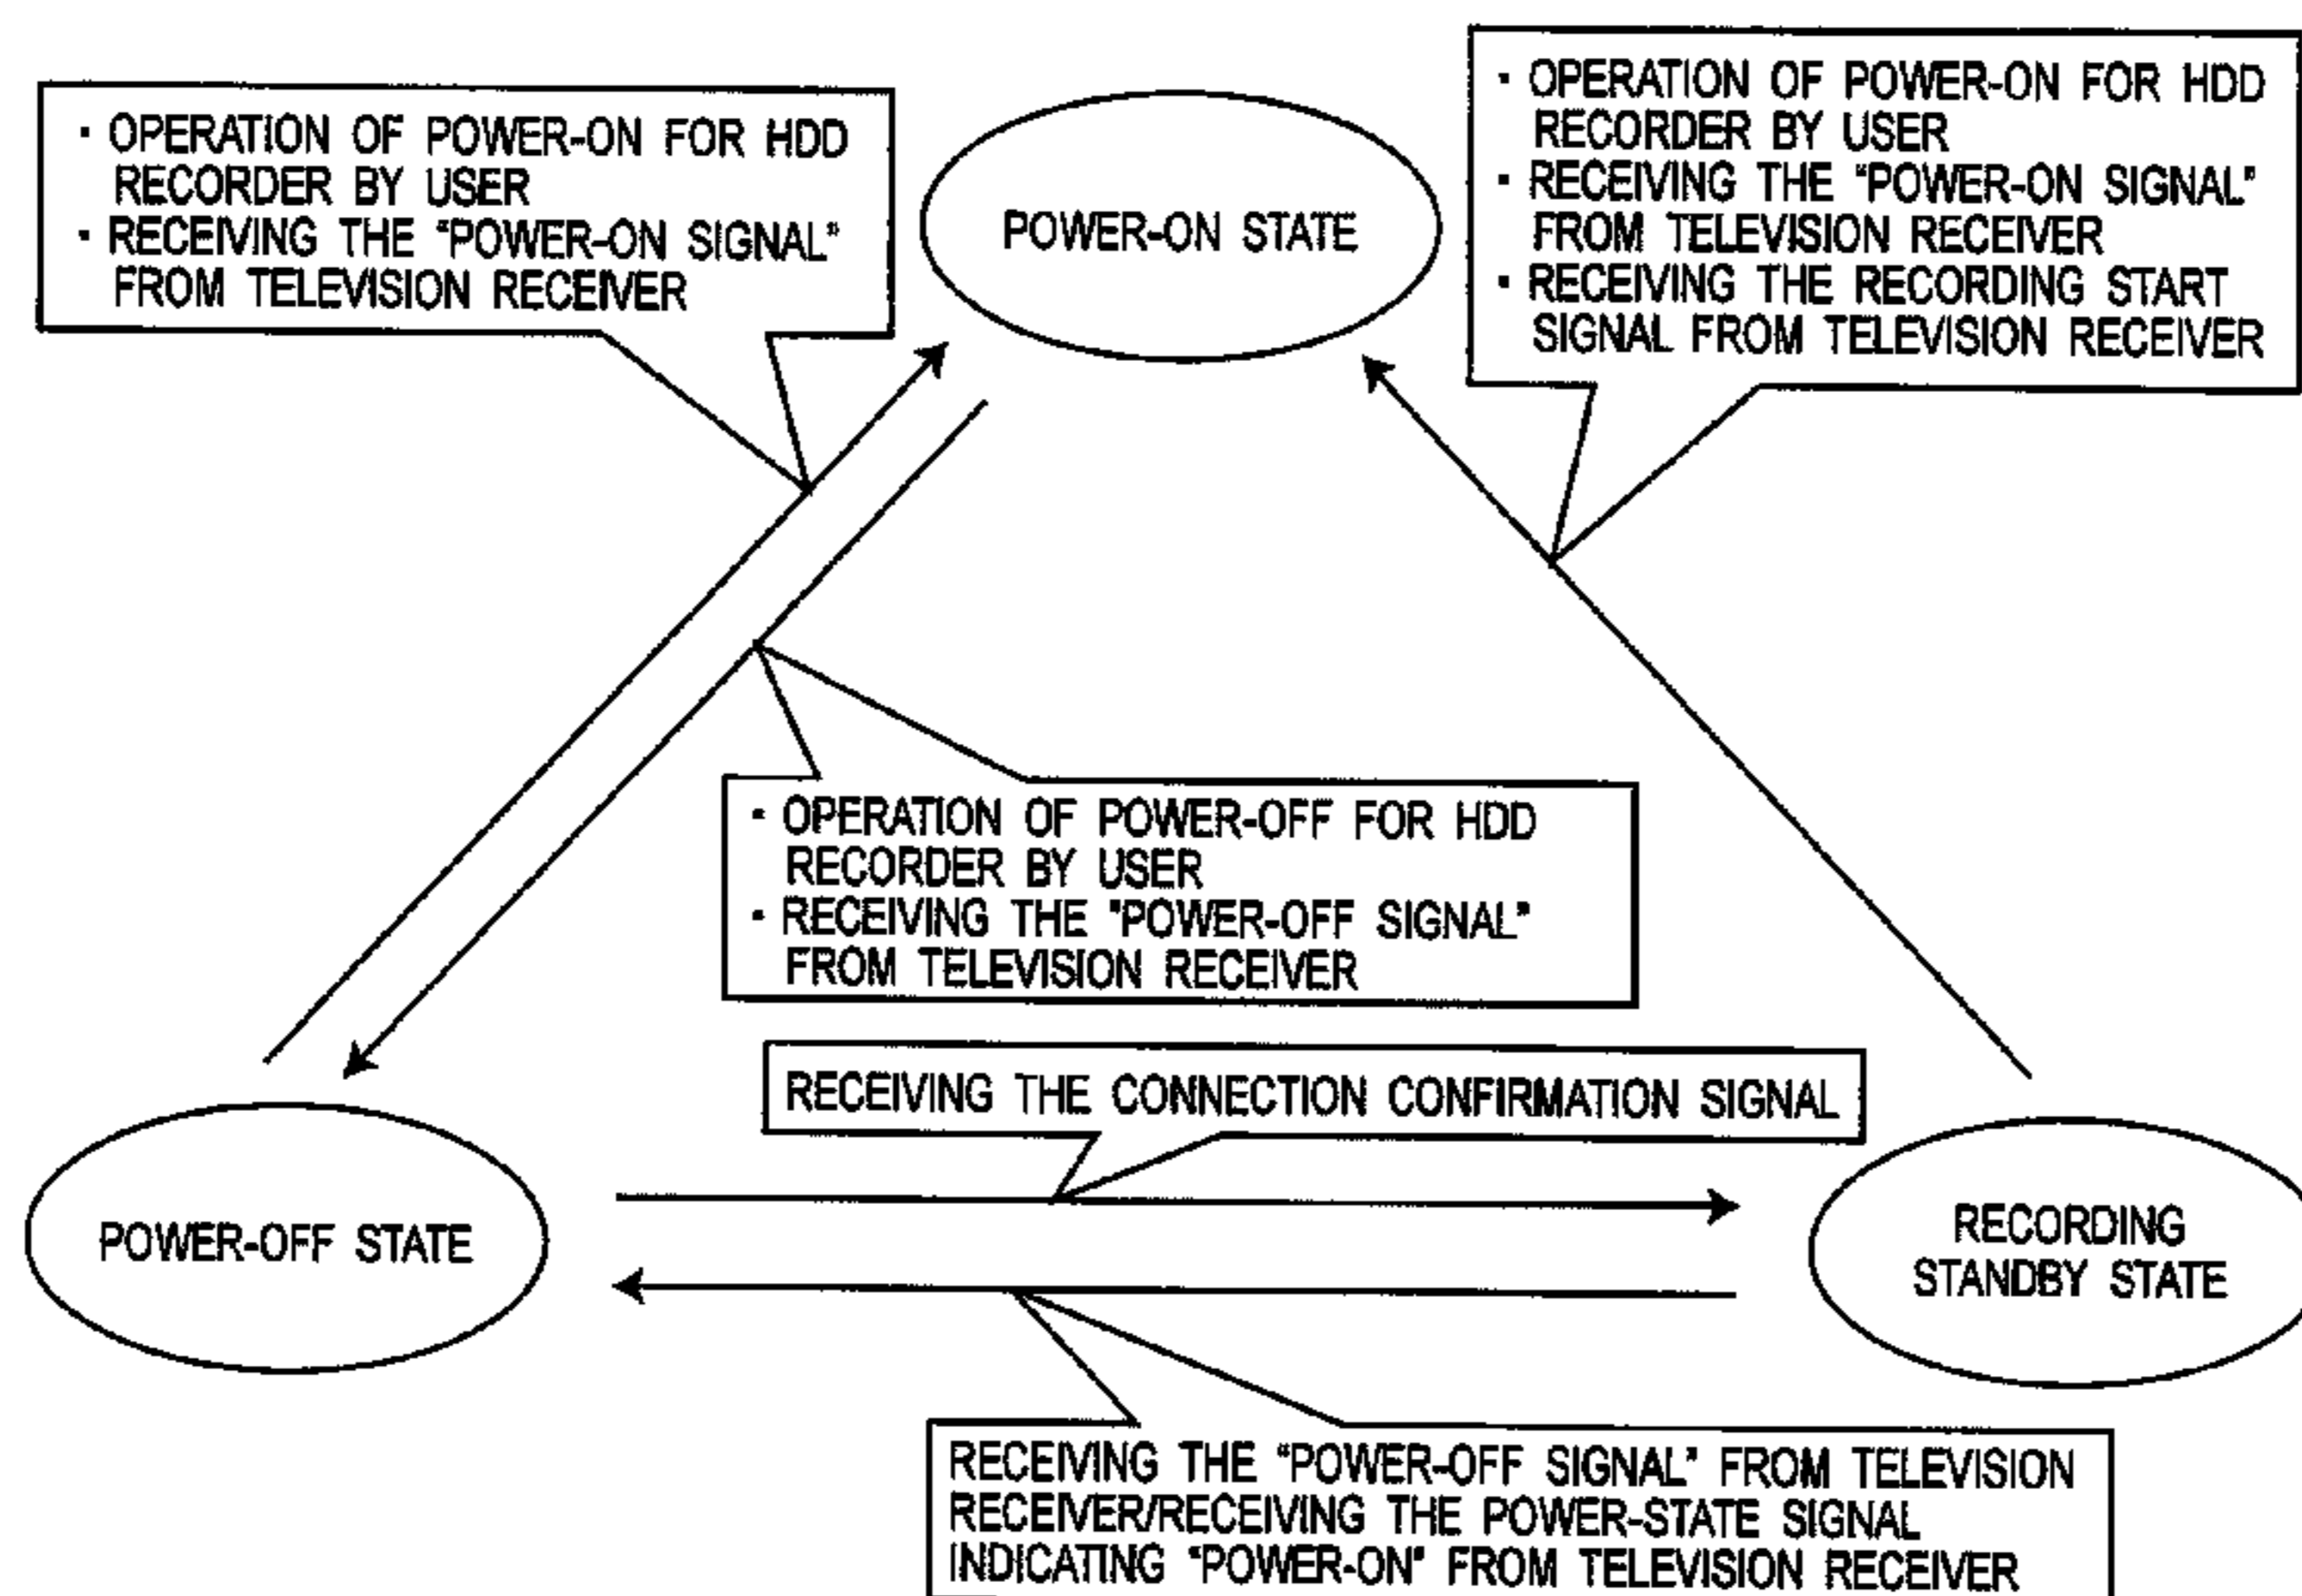 · OPERATION OF POWER-ON FOR HDD
RECORDER BY USER
· RECEIVING THE "POWER-ON SIGNAL"
FROM TELEVISION RECEIVER
POWER-ON STATE
· OPERATION OF POWER-ON FOR HDD
RECORDER BY USER
· RECEIVING THE "POWER-ON SIGNAL"
FROM TELEVISION RECEIVER
· RECEIVING THE RECORDING START
SIGNAL FROM TELEVISION RECEIVER
· OPERATION OF POWER-OFF FOR HDD
RECORDER BY USER
· RECEIVING THE "POWER-OFF SIGNAL"
FROM TELEVISION RECEIVER
RECEIVING THE CONNECTION CONFIRMATION SIGNAL
POWER-OFF STATE
RECORDING
STANDBY STATE
RECEIVING THE "POWER-OFF SIGNAL" FROM TELEVISION
RECEIVER/RECEIVING THE POWER-STATE SIGNAL
INDICATING "POWER-ON" FROM TELEVISION RECEIVER